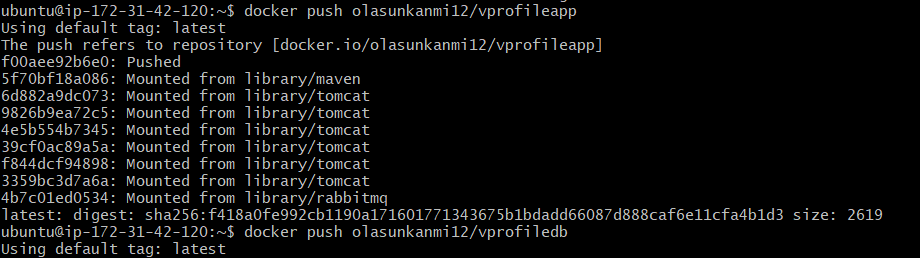 ubuntu@ip-172-31-42-120:~$ docker push olasunkanmi12/vprofileapp
Using default tag: latest
The push refers to repository [docker.io/olasunkanmi12/vprofileapp]
f00aee92b6e0: Pushed
5f70bf18a086: Mounted from library/maven
6d882a9dc073: Mounted from library/tomcat
9826b9ea72c5: Mounted from library/tomcat
4e5b554b7345: Mounted from library/tomcat
39cf0ac89a5a: Mounted from library/tomcat
f844dcf94898: Mounted from library/tomcat
3359bc3d7a6a: Mounted from library/tomcat
4b7c01ed0534: Mounted from library/rabbitmq
latest: digest: sha256:f418a0fe992cb1190a171601771343675b1bdadd66087d888caf6e11cfa4b1d3 size: 2619
ubuntu@ip-172-31-42-120:~$ docker push olasunkanmi12/vprofiledb
Using default tag: latest